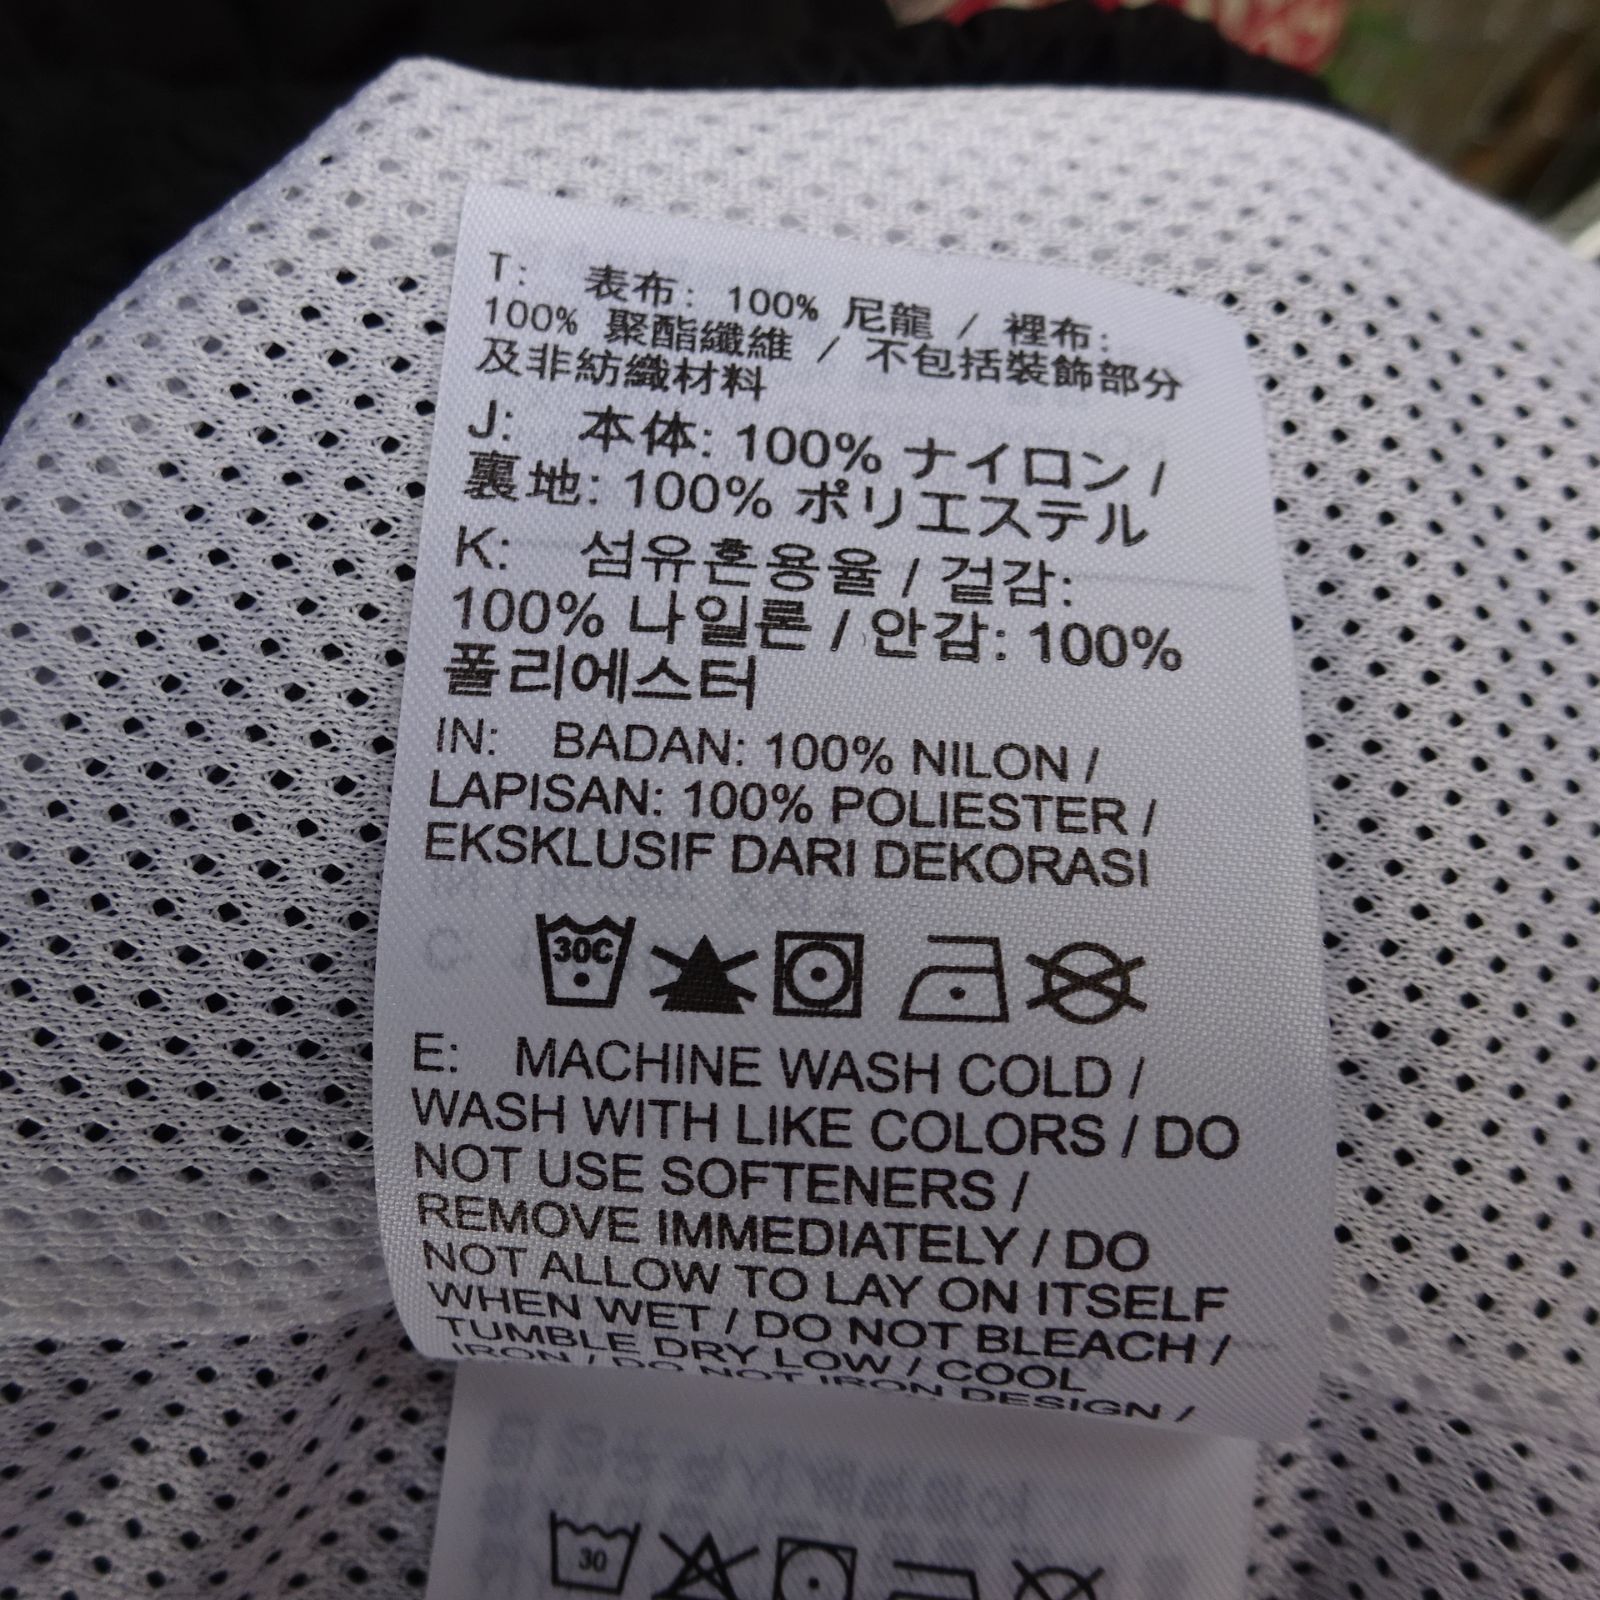 T: 表布: 100% 尼龍 / 裡布:
100% 聚酯纖維 / 不包括裝飾部分
及非紡織材料
J: 本体: 100% ナイロン /
裏地: 100% ポリエステル
K: 섬유혼용율 / 겉감:
100% 나일론 / 안감: 100%
폴리에스터
IN: BADAN: 100% NILON /
LAPISAN: 100% POLIESTER /
EKSKLUSIF DARI DEKORASI
30C
E: MACHINE WASH COLD /
WASH WITH LIKE COLORS / DO
NOT USE SOFTENERS /
REMOVE IMMEDIATELY / DO
NOT ALLOW TO LAY ON ITSELF
WHEN WET / DO NOT BLEACH /
TUMBLE DRY LOW / COOL
IRON / DO NOT IRON DESIGN /
30